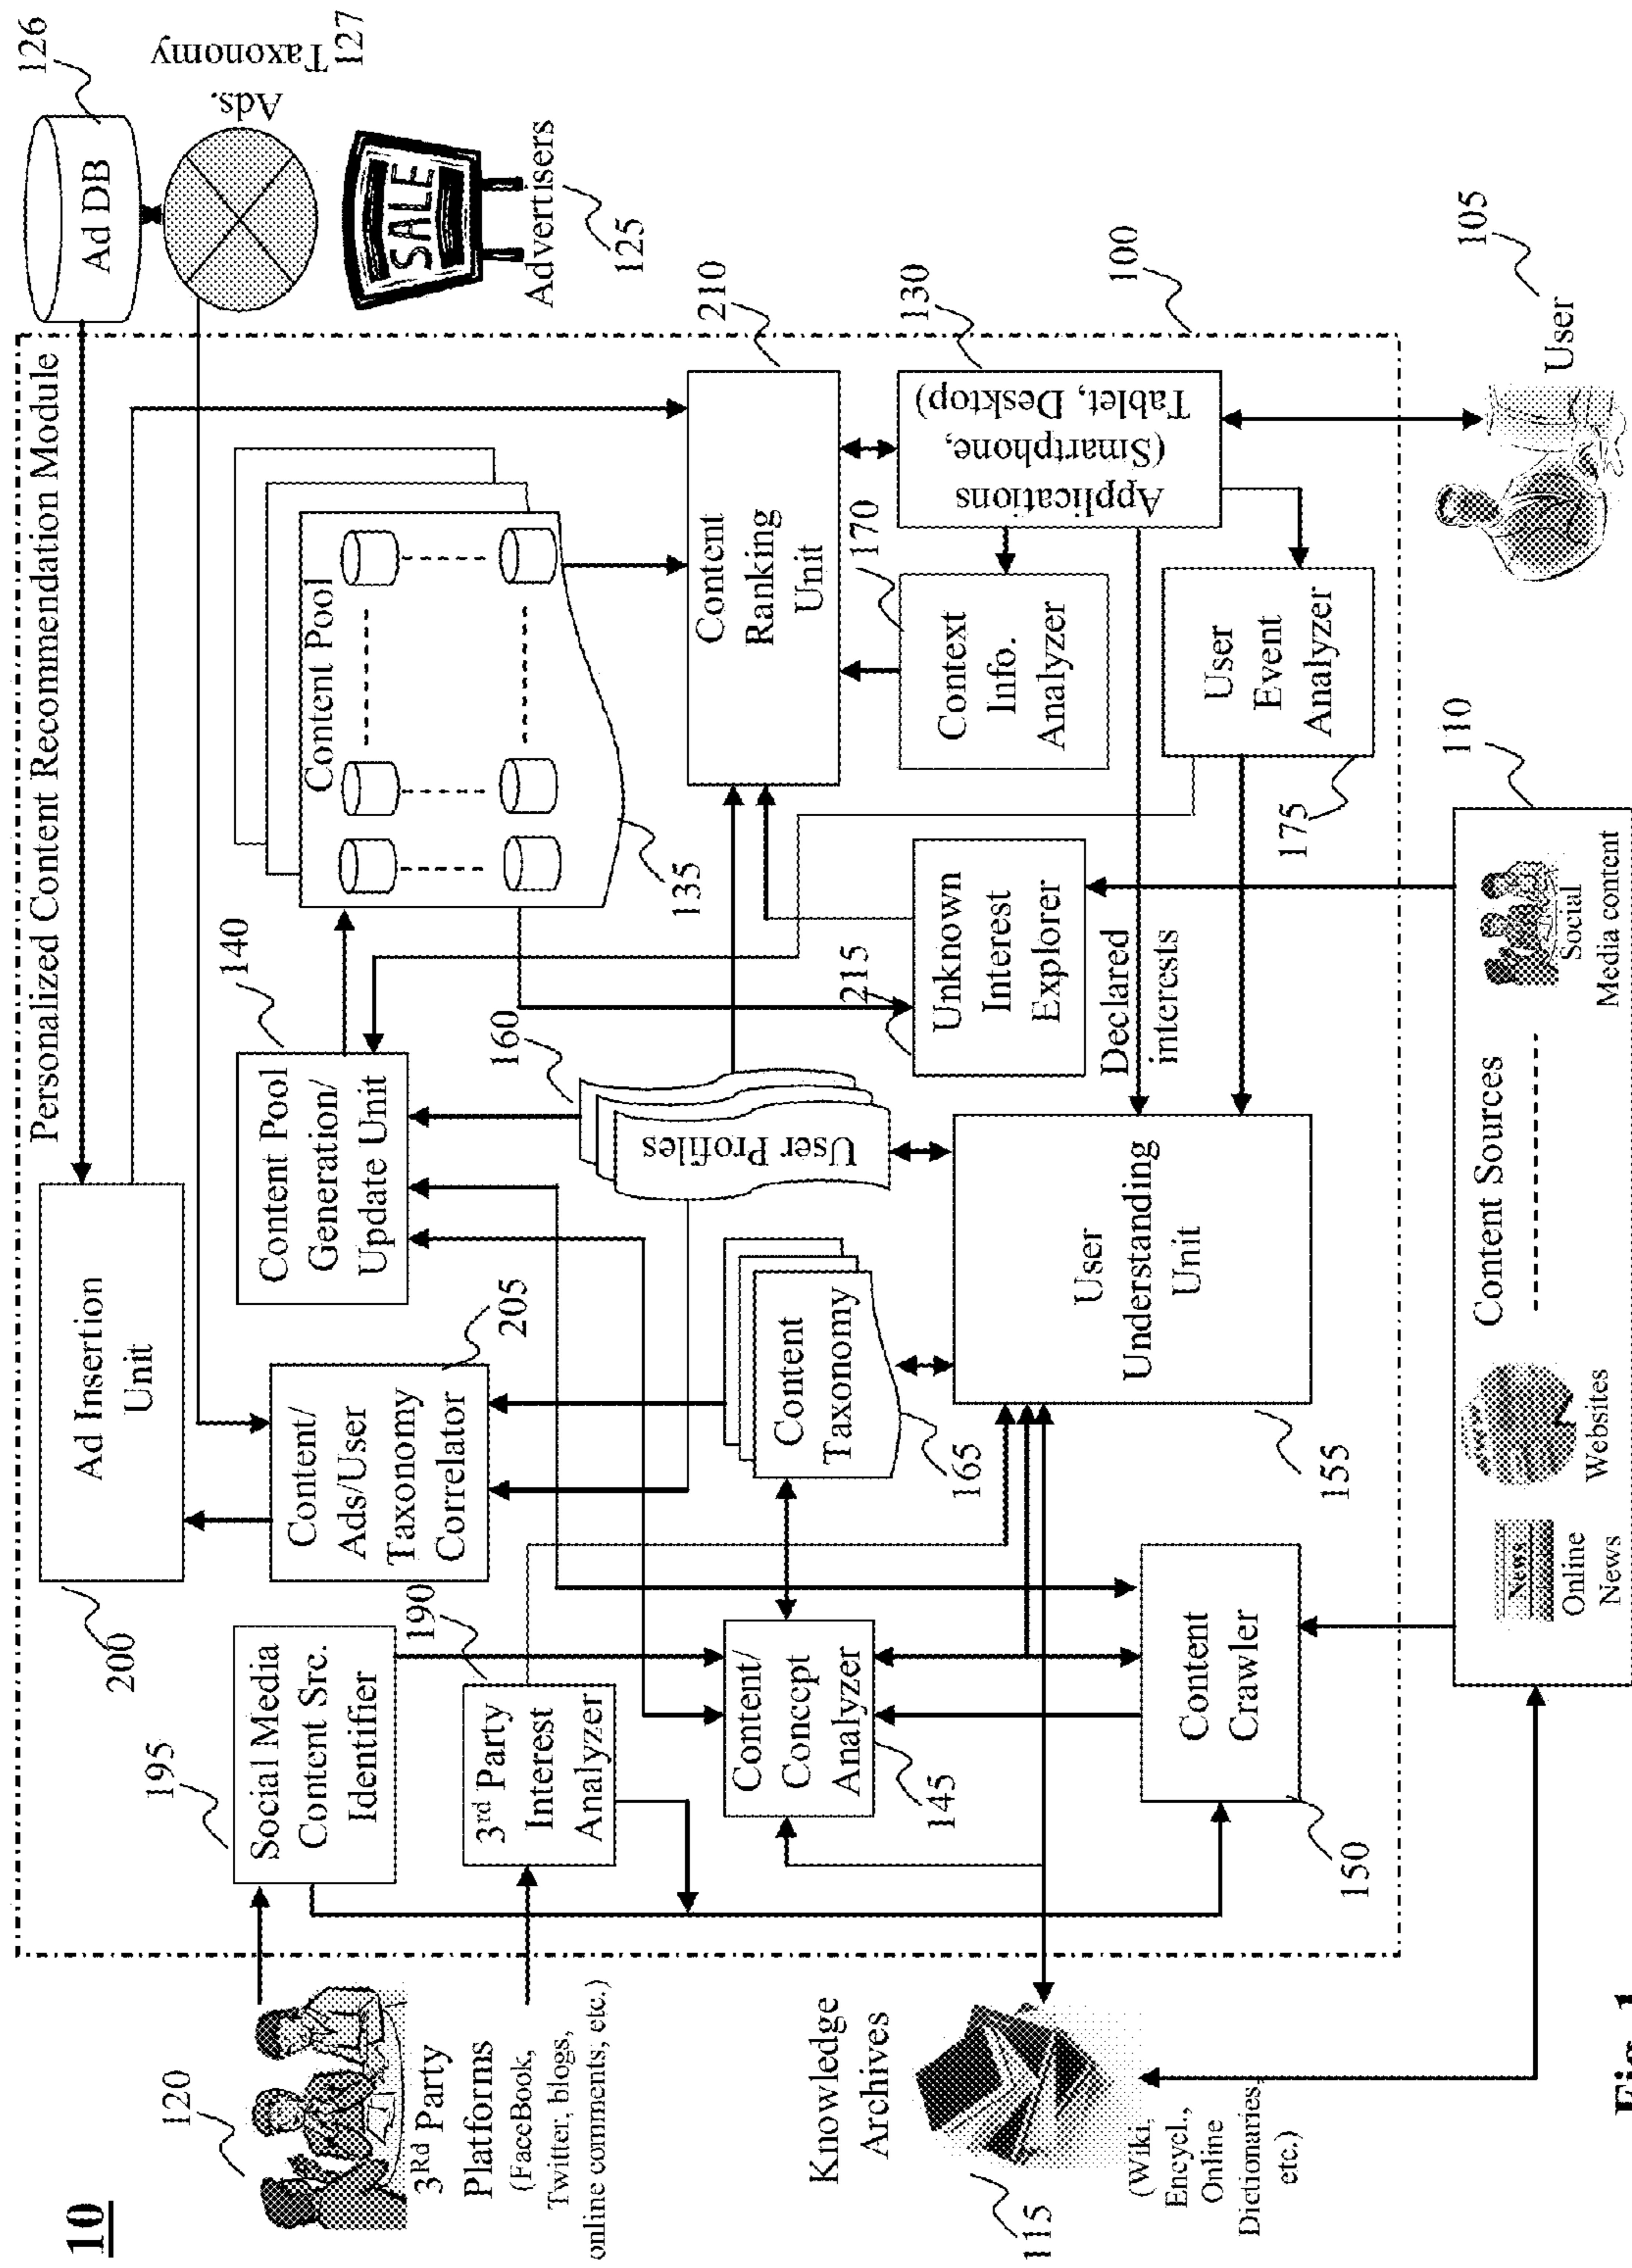 10
120
3Rd Party
Platforms
(FaceBook,
Twitter, blogs,
online comments, etc.)
Knowledge
Archives
115
(Wiki,
Encycl.,
Online
Dictionaries,
etc.)
Personalized Content Recommendation Module
195
Social Media
Content Src.
Identifier
190
3rd Party
Interest
Analyzer
Content/
Concept
Analyzer
145
Content
Crawler
150
200
Ad Insertion
Unit
Content/
Ads/User
Taxonomy
Correlator
205
Content
Taxonomy
165
User
Understanding
Unit
155
140
Content Pool
Generation/
Update Unit
160
User Profiles
Content Pool
135
215
Unknown
Interest
Explorer
Declared
interests
Content
Ranking
Unit
210
170
Context
Info.
Analyzer
User
Event
Analyzer
175
Applications
(Smartphone,
Tablet, Desktop)
130
100
126
Ad DB
Ads.
Taxonomy
127
SALE
Advertisers
125
105
User
110
Content Sources
News
Online
News
Websites
Social
Media content
Fig. 1